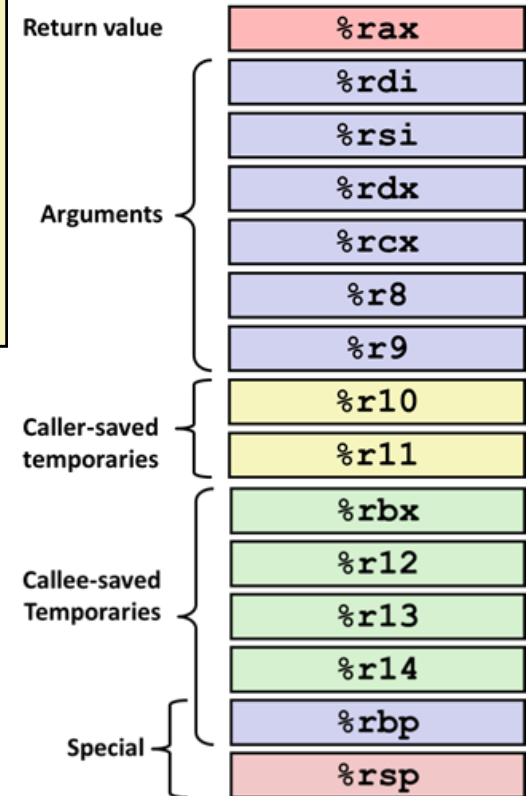 Return value
%rax
%rdi
%rsi
%rdx
Arguments
%rcx
%r8
%r9
%r10
Caller-saved
temporaries
%r11
%rbx
%r12
Callee-saved
Temporaries
%r13
%r14
%rbp
Special
%rsp